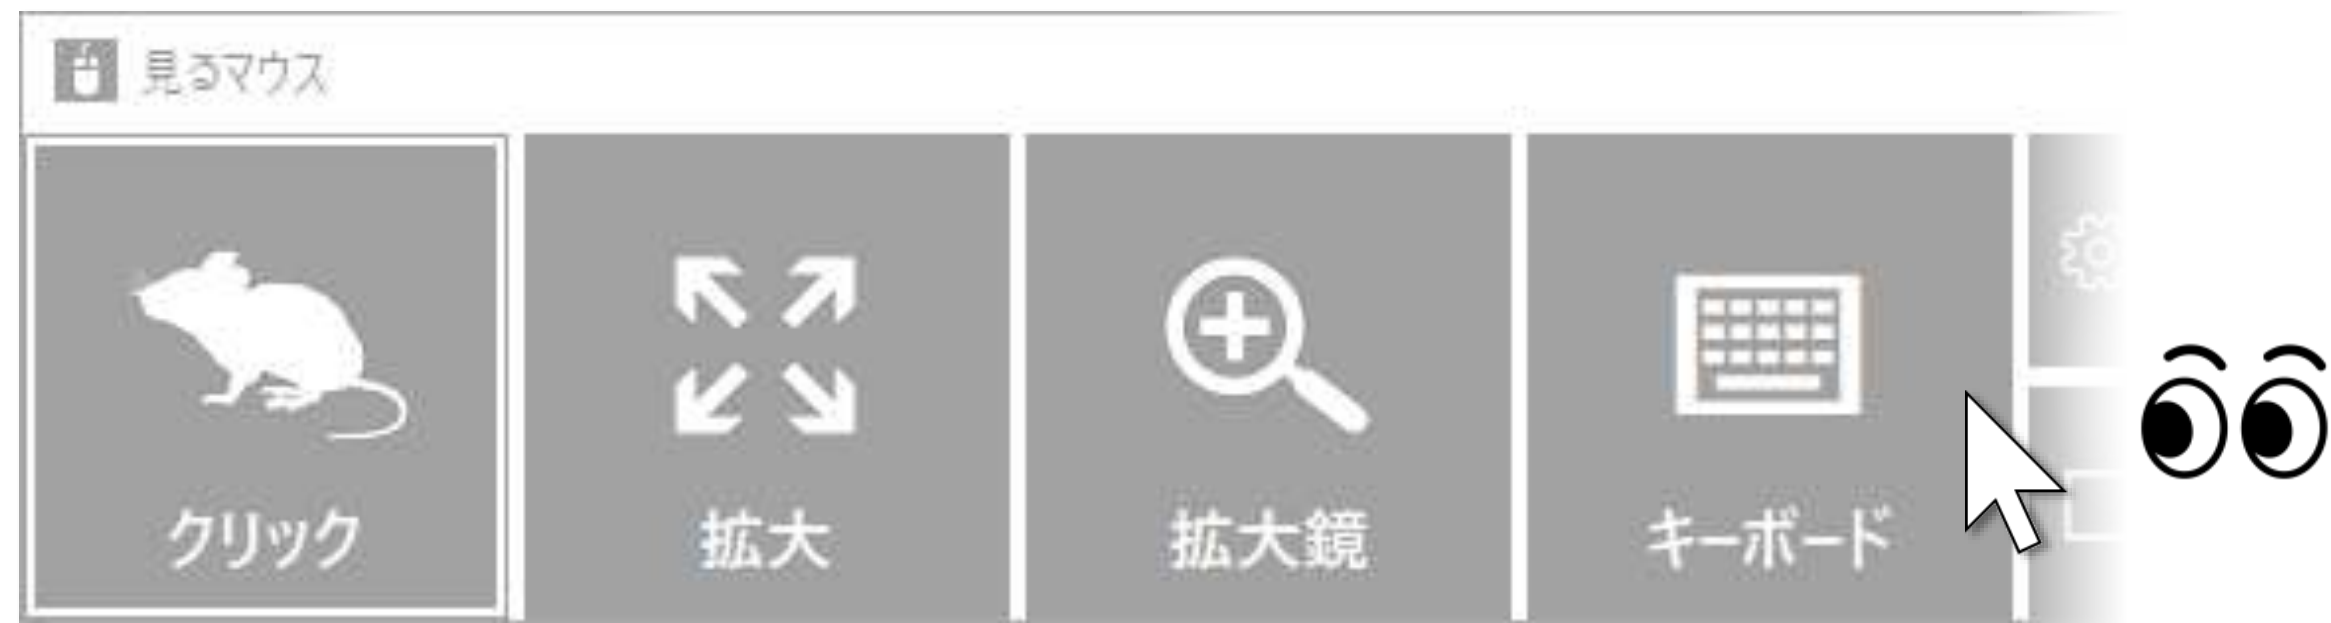 見るマウス
クリック
拡大
拡大鏡
キーボード